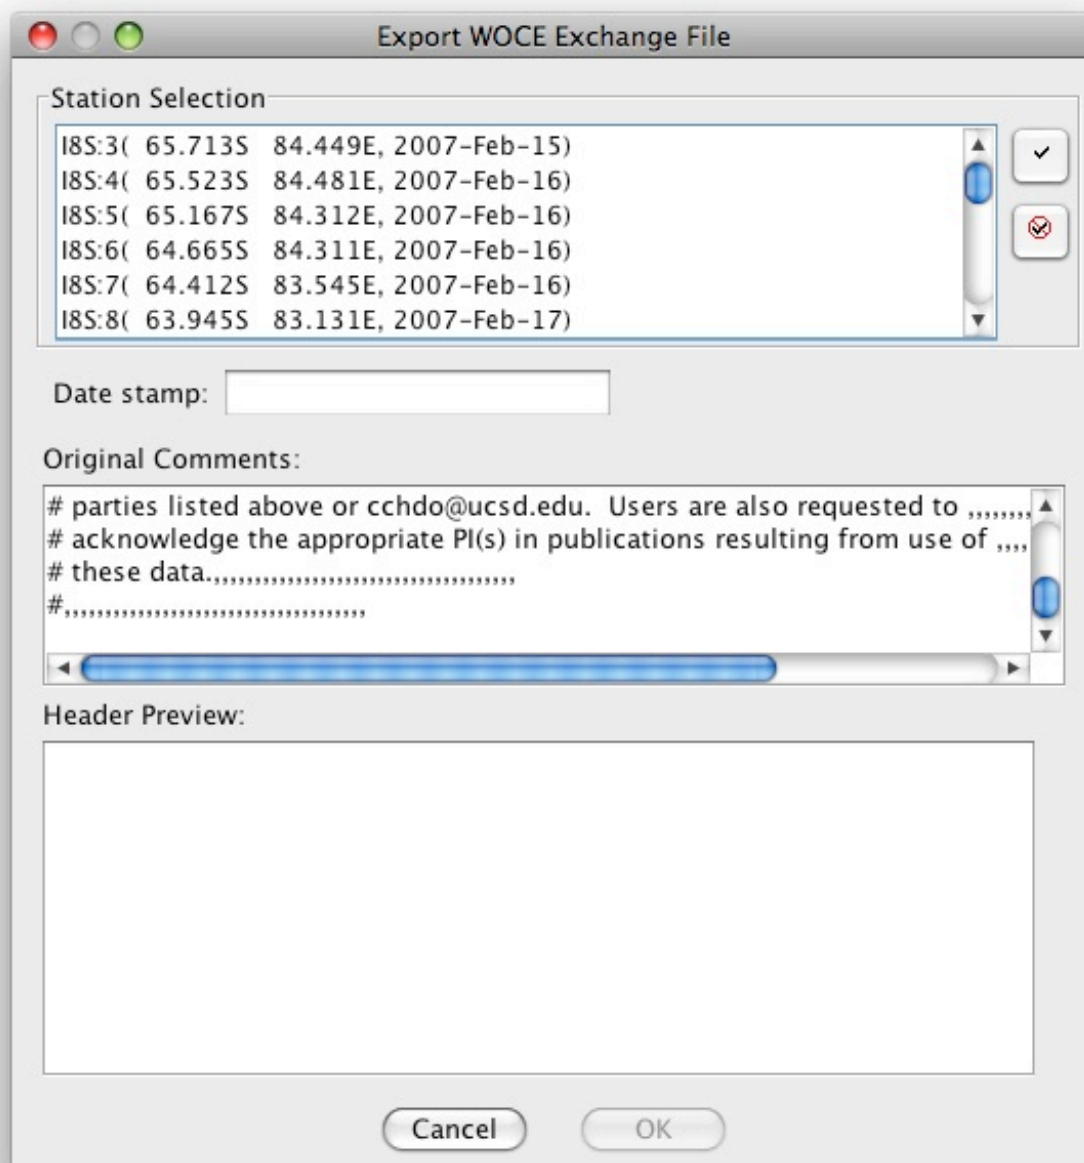 Export WOCE Exchange File
Station Selection
I8S:3(  65.713S   84.449E, 2007-Feb-15)
I8S:4(  65.523S   84.481E, 2007-Feb-16)
I8S:5(  65.167S   84.312E, 2007-Feb-16)
I8S:6(  64.665S   84.311E, 2007-Feb-16)
I8S:7(  64.412S   83.545E, 2007-Feb-16)
I8S:8(  63.945S   83.131E, 2007-Feb-17)
Date stamp:
Original Comments:
# parties listed above or cchdo@ucsd.edu.  Users are also requested to ,,,,,,,,
# acknowledge the appropriate PI(s) in publications resulting from use of ,,,,
# these data.,,,,,,,,,,,,,,,,,,,,,,,,,,,,,,,,,,,,,
#,,,,,,,,,,,,,,,,,,,,,,,,,,,,,,,,,,,,,
Header Preview:
Cancel OK